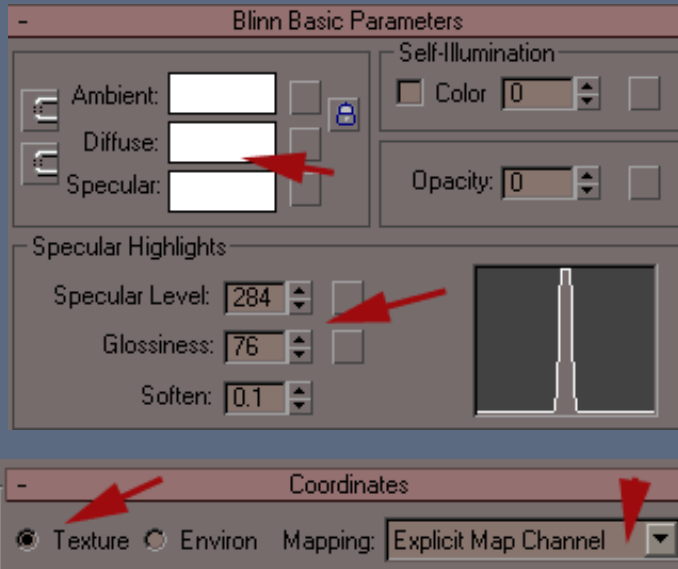 - Blinn Basic Parameters
Self-Illumination
Ambient:
Color 0
Diffuse:
Specular:
Opacity: 0
Specular Highlights
Specular Level: 284
Glossiness: 76
Soften: 0.1
- Coordinates
Texture Environ Mapping: Explicit Map Channel